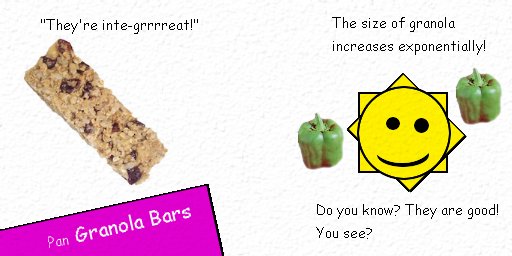 "They're inte-grrrreat!"
Pan Granola Bars
The size of granola
increases exponentially!
Do you know? They are good!
You see?